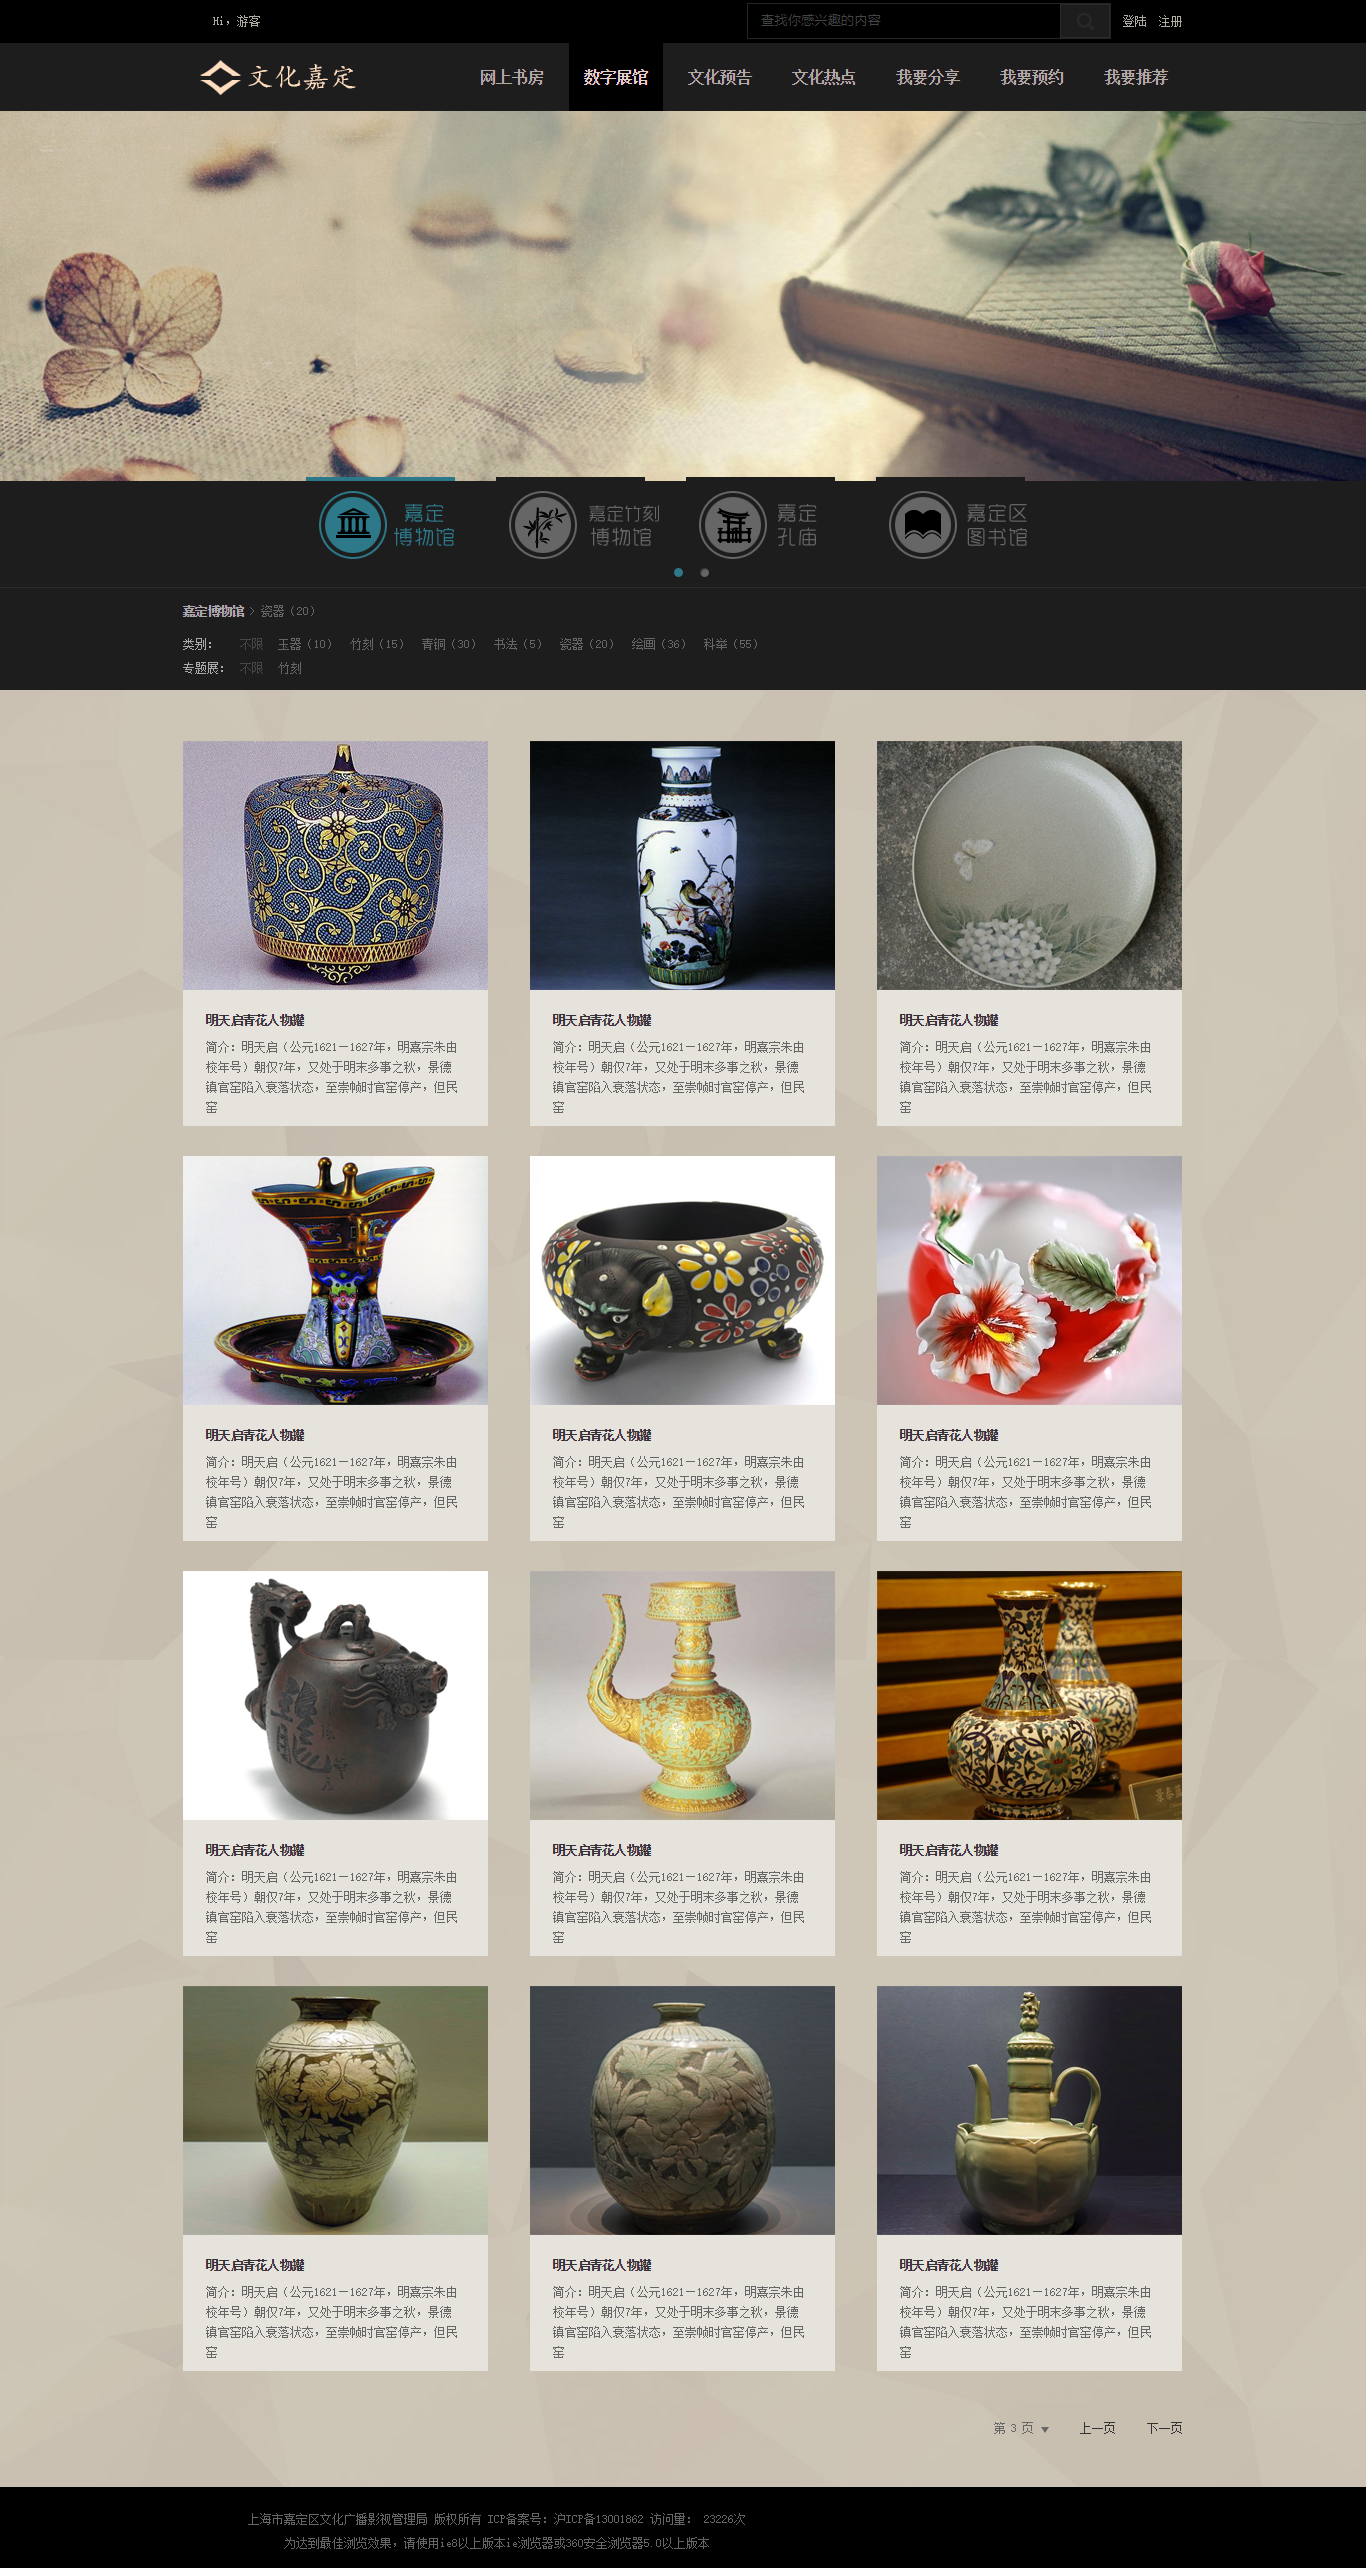 Hi，游客
查找你感兴趣的内容
登陆 注册
文化嘉定
网上书房 数字展馆 文化预告 文化热点 我要分享 我要预约 我要推荐
嘉定
博物馆
嘉定竹刻
博物馆
嘉定
孔庙
嘉定区
图书馆
嘉定博物馆 > 瓷器（20）
类别： 不限 玉器（10） 竹刻（15） 青铜（30） 书法（5） 瓷器（20） 绘画（36） 科举（55）
专题展： 不限 竹刻
明天启青花人物罐
简介：明天启（公元1621－1627年，明嘉宗朱由
校年号）朝仅7年，又处于明末多事之秋，景德
镇官窑陷入衰落状态，至崇帧时官窑停产，但民
窑
明天启青花人物罐
简介：明天启（公元1621－1627年，明嘉宗朱由
校年号）朝仅7年，又处于明末多事之秋，景德
镇官窑陷入衰落状态，至崇帧时官窑停产，但民
窑
明天启青花人物罐
简介：明天启（公元1621－1627年，明嘉宗朱由
校年号）朝仅7年，又处于明末多事之秋，景德
镇官窑陷入衰落状态，至崇帧时官窑停产，但民
窑
明天启青花人物罐
简介：明天启（公元1621－1627年，明嘉宗朱由
校年号）朝仅7年，又处于明末多事之秋，景德
镇官窑陷入衰落状态，至崇帧时官窑停产，但民
窑
明天启青花人物罐
简介：明天启（公元1621－1627年，明嘉宗朱由
校年号）朝仅7年，又处于明末多事之秋，景德
镇官窑陷入衰落状态，至崇帧时官窑停产，但民
窑
明天启青花人物罐
简介：明天启（公元1621－1627年，明嘉宗朱由
校年号）朝仅7年，又处于明末多事之秋，景德
镇官窑陷入衰落状态，至崇帧时官窑停产，但民
窑
明天启青花人物罐
简介：明天启（公元1621－1627年，明嘉宗朱由
校年号）朝仅7年，又处于明末多事之秋，景德
镇官窑陷入衰落状态，至崇帧时官窑停产，但民
窑
明天启青花人物罐
简介：明天启（公元1621－1627年，明嘉宗朱由
校年号）朝仅7年，又处于明末多事之秋，景德
镇官窑陷入衰落状态，至崇帧时官窑停产，但民
窑
明天启青花人物罐
简介：明天启（公元1621－1627年，明嘉宗朱由
校年号）朝仅7年，又处于明末多事之秋，景德
镇官窑陷入衰落状态，至崇帧时官窑停产，但民
窑
明天启青花人物罐
简介：明天启（公元1621－1627年，明嘉宗朱由
校年号）朝仅7年，又处于明末多事之秋，景德
镇官窑陷入衰落状态，至崇帧时官窑停产，但民
窑
明天启青花人物罐
简介：明天启（公元1621－1627年，明嘉宗朱由
校年号）朝仅7年，又处于明末多事之秋，景德
镇官窑陷入衰落状态，至崇帧时官窑停产，但民
窑
明天启青花人物罐
简介：明天启（公元1621－1627年，明嘉宗朱由
校年号）朝仅7年，又处于明末多事之秋，景德
镇官窑陷入衰落状态，至崇帧时官窑停产，但民
窑
第 3 页 上一页 下一页
上海市嘉定区文化广播影视管理局 版权所有 ICP备案号：沪ICP备13001862 访问量： 23226次
为达到最佳浏览效果，请使用ie8以上版本ie浏览器或360安全浏览器5.0以上版本